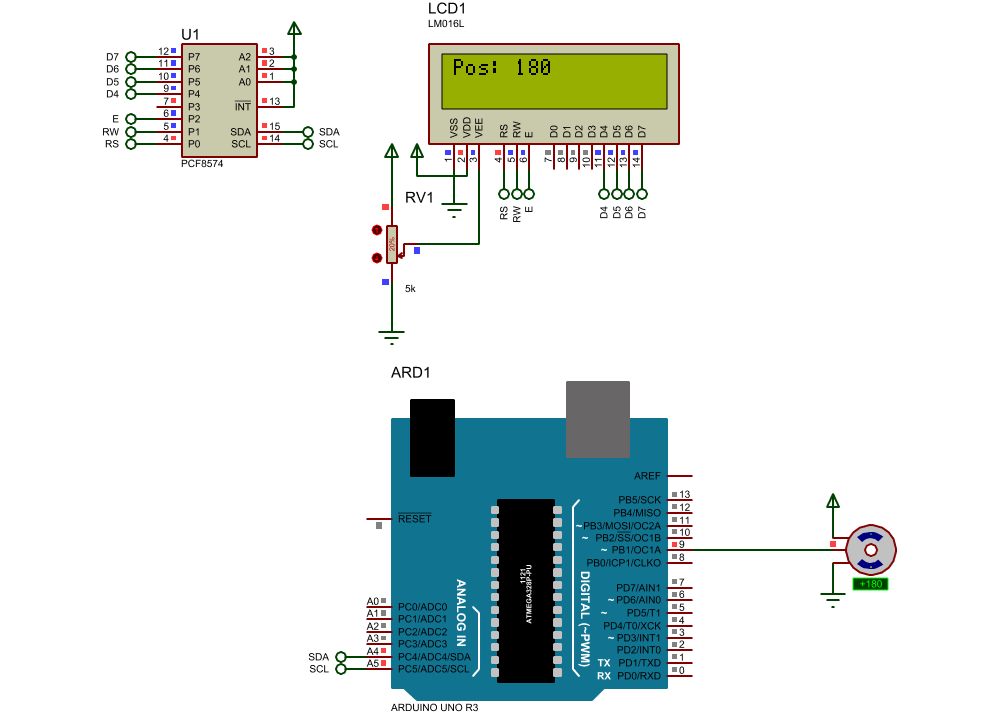 LCD1
LM016L
Pos: 180
VSS
VDD
VEE
RS
RW
E
D0
D1
D2
D3
D4
D5
D6
D7
1
2
3
4
5
6
7
8
9
10
11
12
13
14
RS
RW
E
D4
D5
D6
D7
U1
D7 12 P7 A2 3
D6 11 P6 A1 2
D5 10 P5 A0 1
D4 9 P4
7 P3 INT 13
E 6 P2
RW 5 P1 SDA 15 SDA
RS 4 P0 SCL 14 SCL
PCF8574
RV1
20%
5k
ARD1
AREF
RESET
PB5/SCK 13
PB4/MISO 12
~PB3/MOSI/OC2A 11
~ PB2/SS/OC1B 10
~ PB1/OC1A 9
PB0/ICP1/CLKO 8
+180
1121
ATMEGA328P-PU
ANALOG IN
DIGITAL (~PWM)
PD7/AIN1 7
~ PD6/AIN0 6
~ PD5/T1 5
PD4/T0/XCK 4
~ PD3/INT1 3
PD2/INT0 2
TX PD1/TXD 1
RX PD0/RXD 0
A0 PC0/ADC0
A1 PC1/ADC1
A2 PC2/ADC2
A3 PC3/ADC3
SDA A4 PC4/ADC4/SDA
SCL A5 PC5/ADC5/SCL
ARDUINO UNO R3